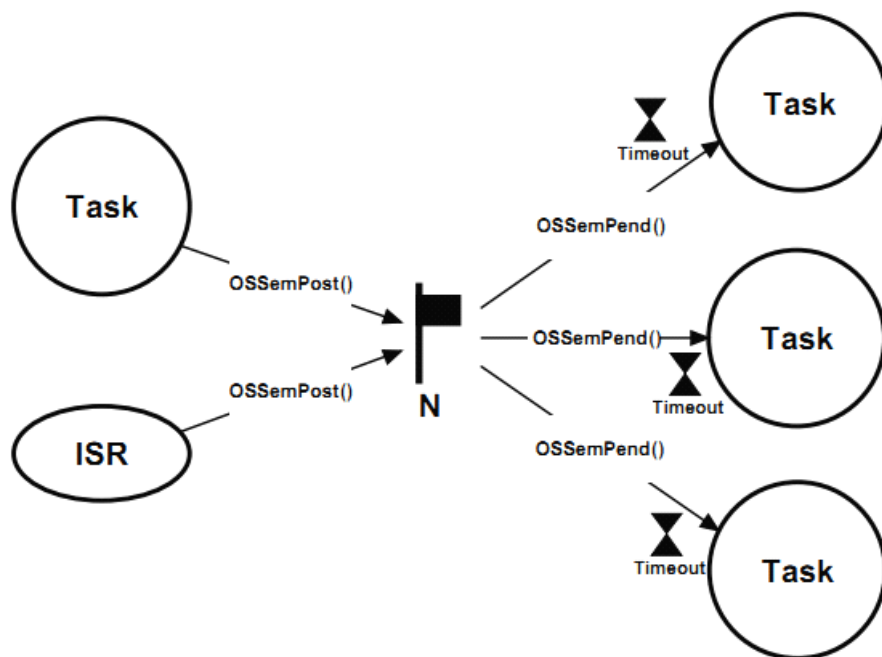 Task
Timeout
OSSemPend()
Task
OSSemPost()
OSSemPend()
Task
Timeout
OSSemPost()
N
ISR
OSSemPend()
Timeout
Task